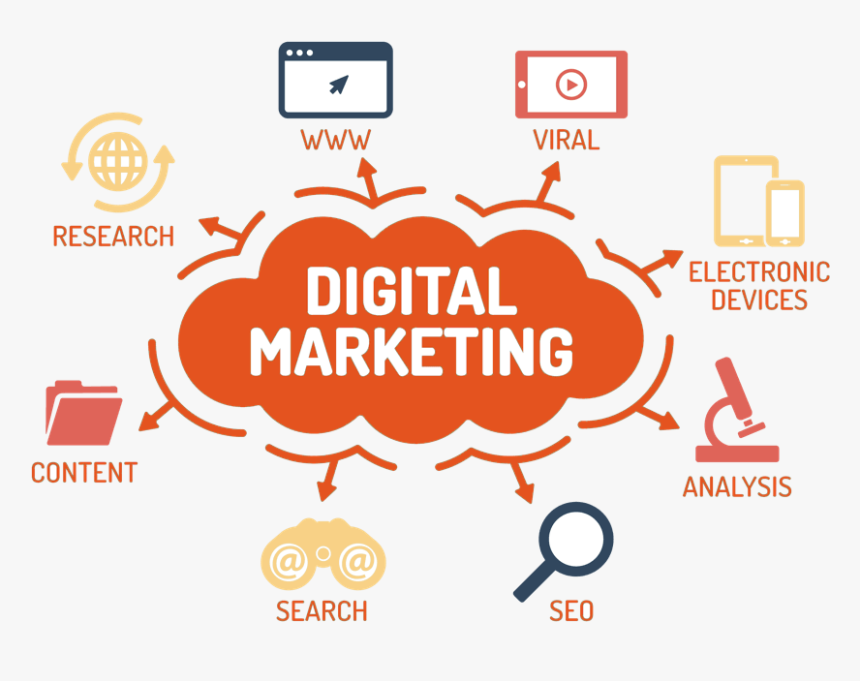 WWW
VIRAL
RESEARCH
ELECTRONIC
DEVICES
DIGITAL
MARKETING
CONTENT
ANALYSIS
@ @
SEARCH
SEO